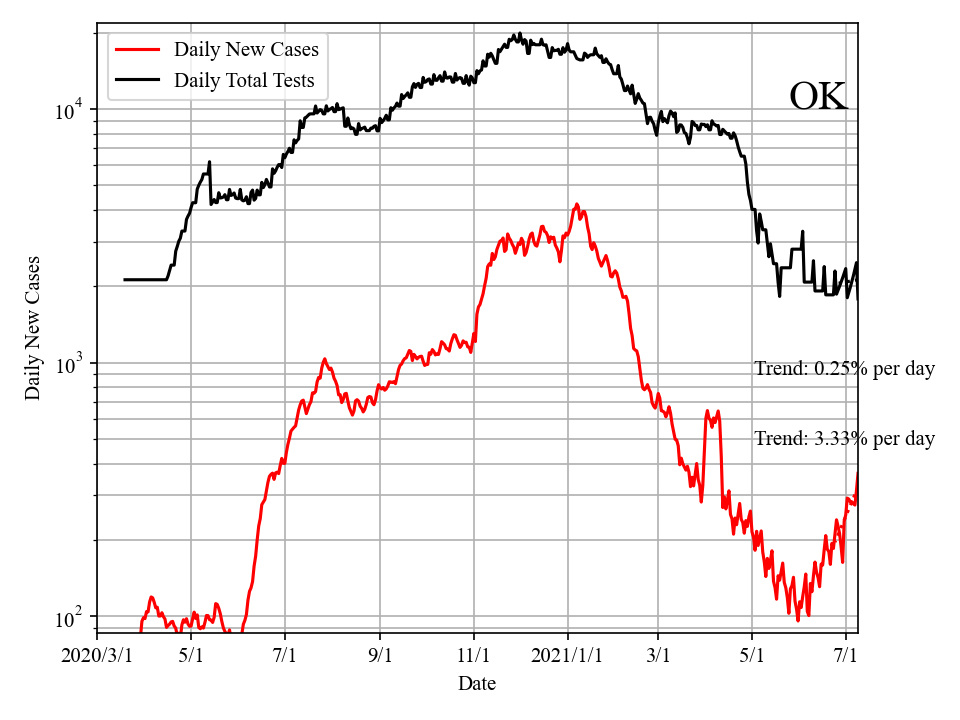 Daily New Cases
Daily Total Tests
OK
10^4
10^3
10^2
Daily New Cases
Trend: 0.25% per day
Trend: 3.33% per day
2020/3/1 5/1 7/1 9/1 11/1 2021/1/1 3/1 5/1 7/1
Date